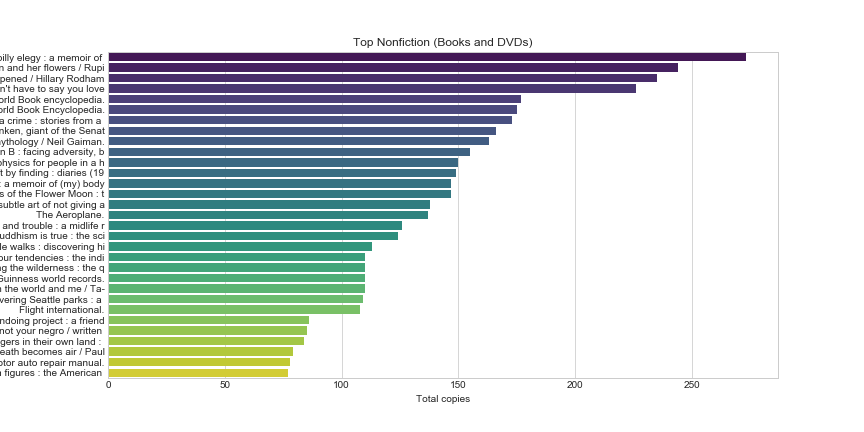 Top Nonfiction (Books and DVDs)
billy elegy : a memoir of
n and her flowers / Rupi
pened / Hillary Rodham
n't have to say you love
orld Book encyclopedia.
orld Book Encyclopedia.
a crime : stories from a
nken, giant of the Senat
ythology / Neil Gaiman.
n B : facing adversity, b
physics for people in a h
t by finding : diaries (19
: a memoir of (my) body
s of the Flower Moon : t
subtle art of not giving a
The Aeroplane.
and trouble : a midlife r
uddhism is true : the sci
le walks : discovering hi
our tendencies : the indi
ng the wilderness : the q
Guinness world records.
n the world and me / Ta-
vering Seattle parks : a
Flight international.
ndoing project : a friend
not your negro / written
gers in their own land :
eath becomes air / Paul
otor auto repair manual.
n figures : the American
0 50 100 150 200 250
Total copies